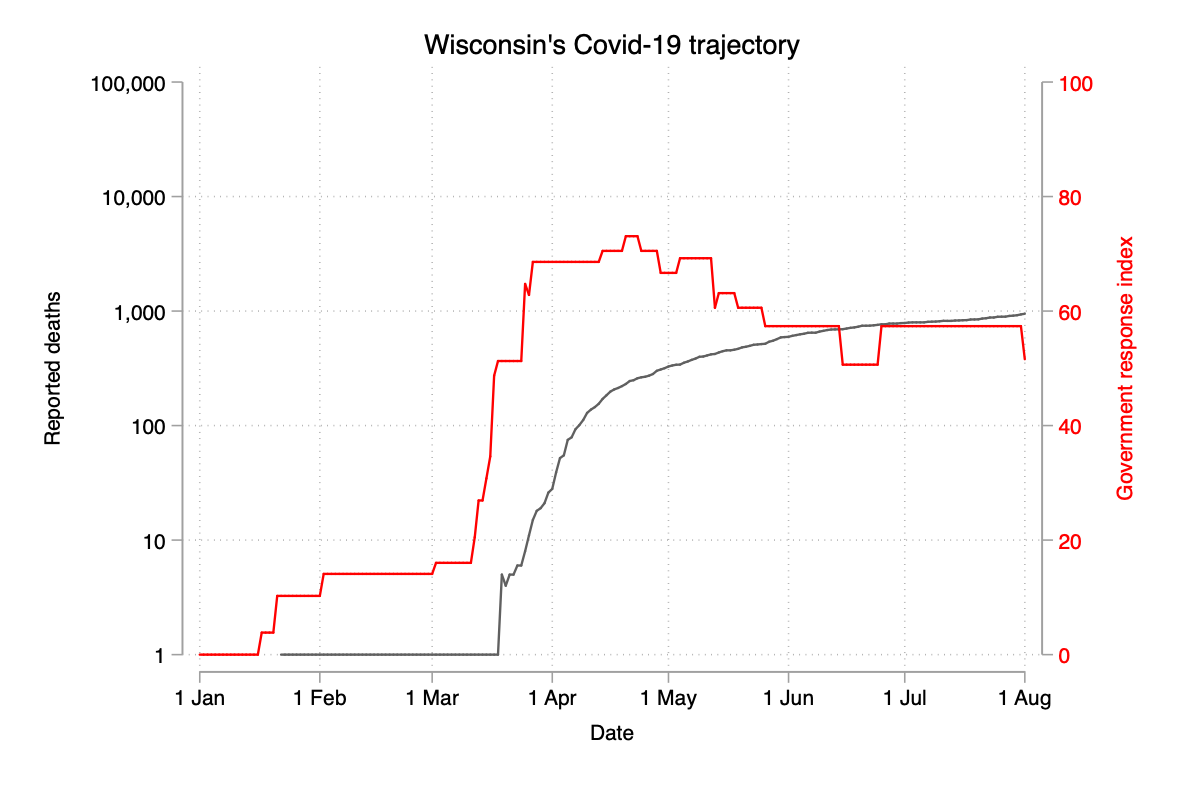 Wisconsin's Covid-19 trajectory
100,000
10,000
1,000
100
10
1
Reported deaths
100
80
60
40
20
0
Government response index
1 Jan 1 Feb 1 Mar 1 Apr 1 May 1 Jun 1 Jul 1 Aug
Date